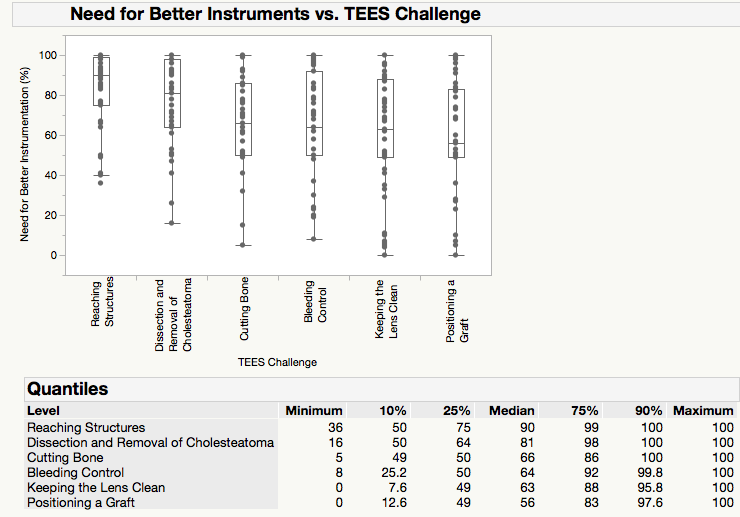 Need for Better Instruments vs. TEES Challenge
Need for Better Instrumentation (%)
100
80
60
40
20
0
Reaching
Structures
Dissection and
Removal of
Cholesteatoma
Cutting Bone
Bleeding
Control
Keeping the
Lens Clean
Positioning a
Graft
TEES Challenge
Quantiles
Level Minimum 10% 25% Median 75% 90% Maximum
Reaching Structures 36 50 75 90 99 100 100
Dissection and Removal of Cholesteatoma 16 50 64 81 98 100 100
Cutting Bone 5 49 50 66 86 100 100
Bleeding Control 8 25.2 50 64 92 99.8 100
Keeping the Lens Clean 0 7.6 49 63 88 95.8 100
Positioning a Graft 0 12.6 49 56 83 97.6 100